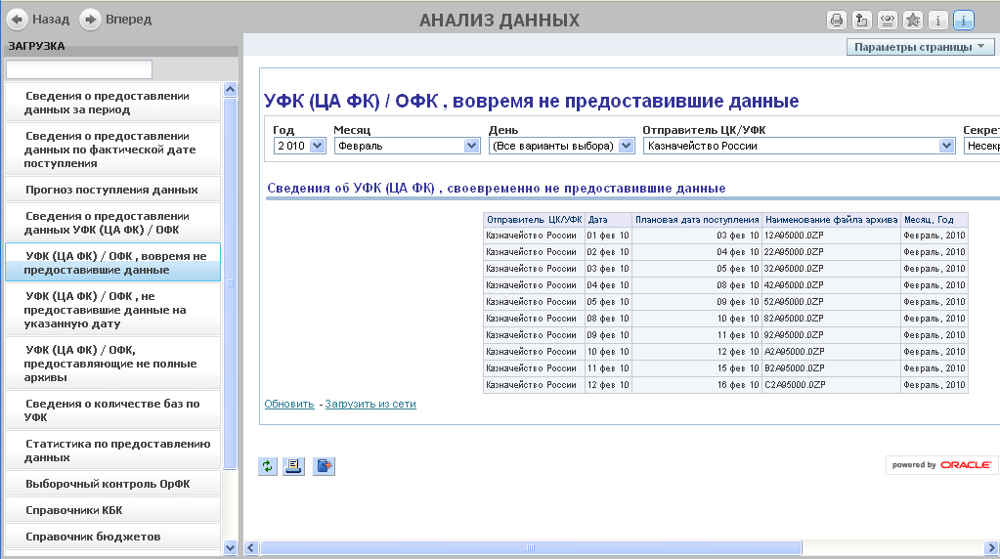 Назад Вперед АНАЛИЗ ДАННЫХ
ЗАГРУЗКА
Параметры страницы
Сведения о предоставлении
данных за период
Сведения о предоставлении
данных по фактической дате
поступления
Прогноз поступления данных
Сведения о предоставлении
данных УФК (ЦА ФК) / ОФК
УФК (ЦА ФК) / ОФК , вовремя не
предоставившие данные
УФК (ЦА ФК) / ОФК , не
предоставившие данные на
указанную дату
УФК (ЦА ФК) / ОФК,
предоставляющие не полные
архивы
Сведения о количестве баз по
УФК
Статистика по предоставлению
данных
Выборочный контроль ОрФК
Справочники КБК
Справочник бюджетов
УФК (ЦА ФК) / ОФК , вовремя не предоставившие данные
Год Месяц День Отправитель ЦК/УФК Секрет
2 010 Февраль (Все варианты выбора) Казначейство России Несекр
Сведения об УФК (ЦА ФК) , своевременно не предоставившие данные
Отправитель ЦК/УФК Дата Плановая дата поступления Наименование файла архива Месяц, Год
Казначейство России 01 фев 10 03 фев 10 12A95000.0ZP Февраль, 2010
Казначейство России 02 фев 10 04 фев 10 22A95000.0ZP Февраль, 2010
Казначейство России 03 фев 10 05 фев 10 32A95000.0ZP Февраль, 2010
Казначейство России 04 фев 10 08 фев 10 42A95000.0ZP Февраль, 2010
Казначейство России 05 фев 10 09 фев 10 52A95000.0ZP Февраль, 2010
Казначейство России 08 фев 10 10 фев 10 82A95000.0ZP Февраль, 2010
Казначейство России 09 фев 10 11 фев 10 92A95000.0ZP Февраль, 2010
Казначейство России 10 фев 10 12 фев 10 A2A95000.0ZP Февраль, 2010
Казначейство России 11 фев 10 15 фев 10 B2A95000.0ZP Февраль, 2010
Казначейство России 12 фев 10 16 фев 10 C2A95000.0ZP Февраль, 2010
Обновить - Загрузить из сети
powered by ORACLE